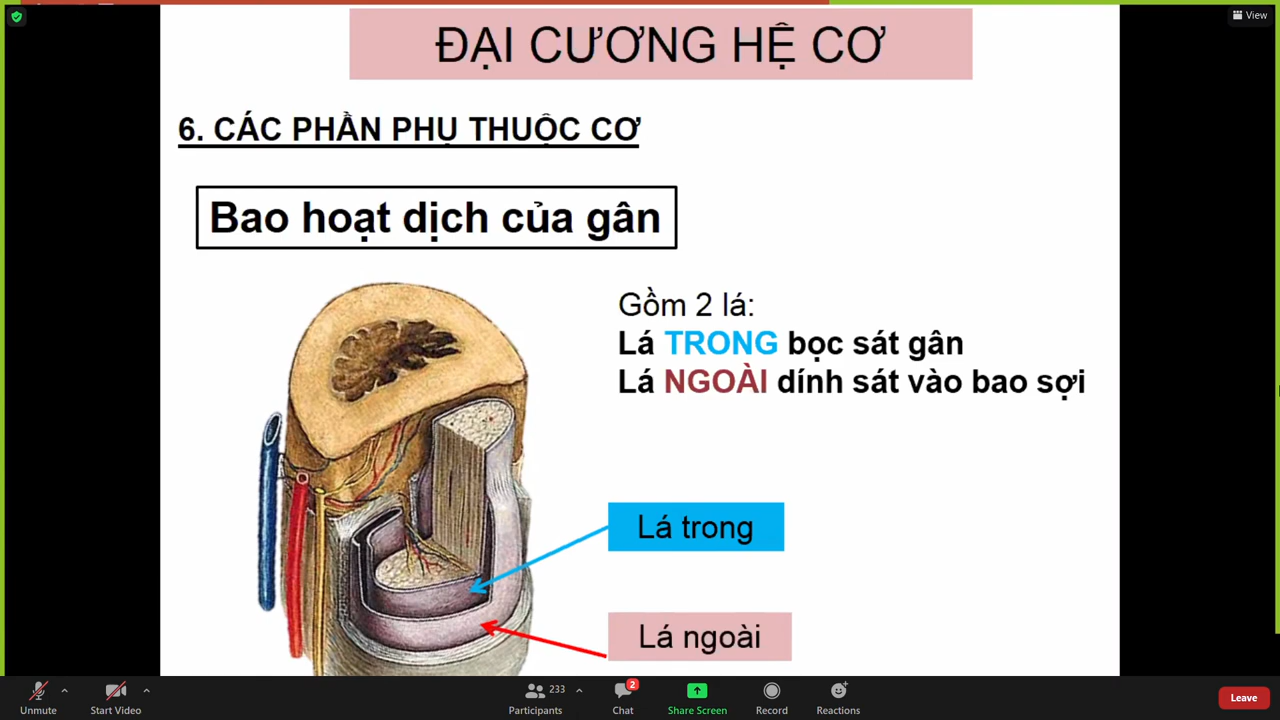 View
ĐẠI CƯƠNG HỆ CƠ
6. CÁC PHẦN PHỤ THUỘC CƠ
Bao hoạt dịch của gân
Gồm 2 lá:
Lá TRONG bọc sát gân
Lá NGOÀI dính sát vào bao sợi
Lá trong
Lá ngoài
Unmute
Start Video
233
Participants
2
Chat
Share Screen
Record
Reactions
Leave